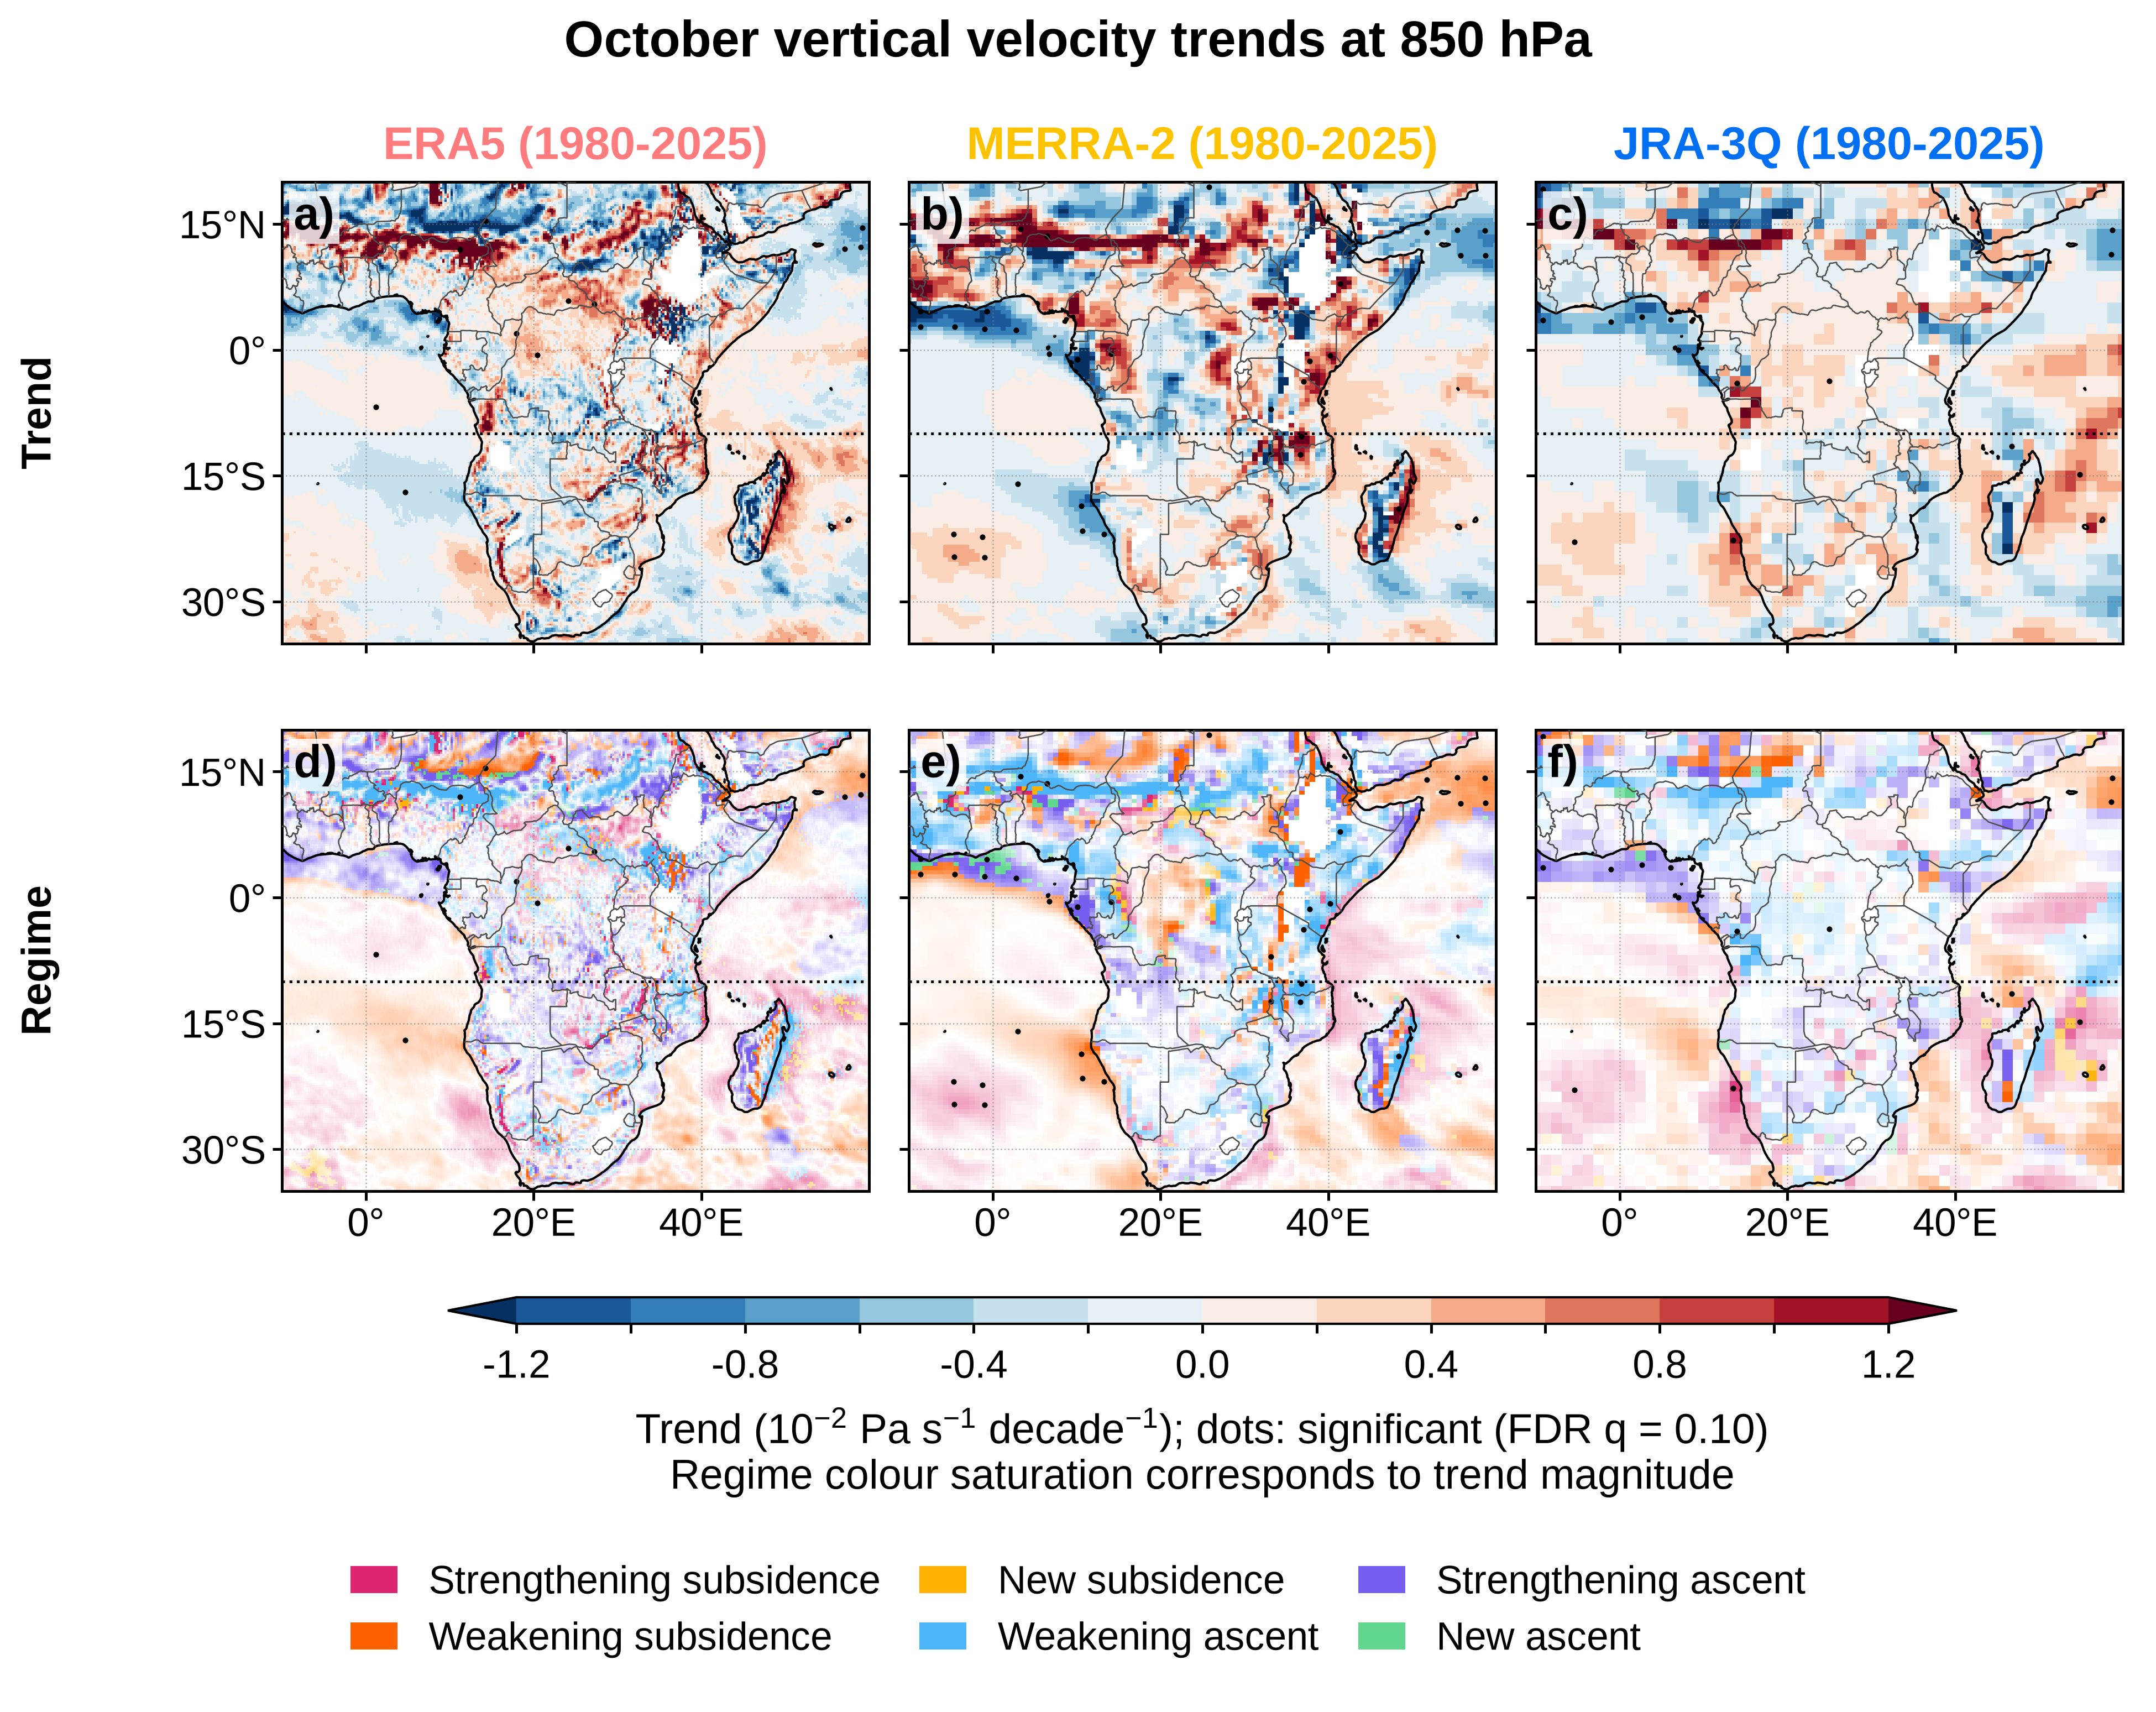 October vertical velocity trends at 850 hPa
ERA5 (1980-2025) MERRA-2 (1980-2025) JRA-3Q (1980-2025)
Trend
a) b) c)
15°N
0°
15°S
30°S
Regime
d) e) f)
15°N
0°
15°S
30°S
0° 20°E 40°E 0° 20°E 40°E 0° 20°E 40°E
-1.2 -0.8 -0.4 0.0 0.4 0.8 1.2
Trend (10⁻² Pa s⁻¹ decade⁻¹); dots: significant (FDR q = 0.10)
Regime colour saturation corresponds to trend magnitude
Strengthening subsidence New subsidence Strengthening ascent
Weakening subsidence Weakening ascent New ascent